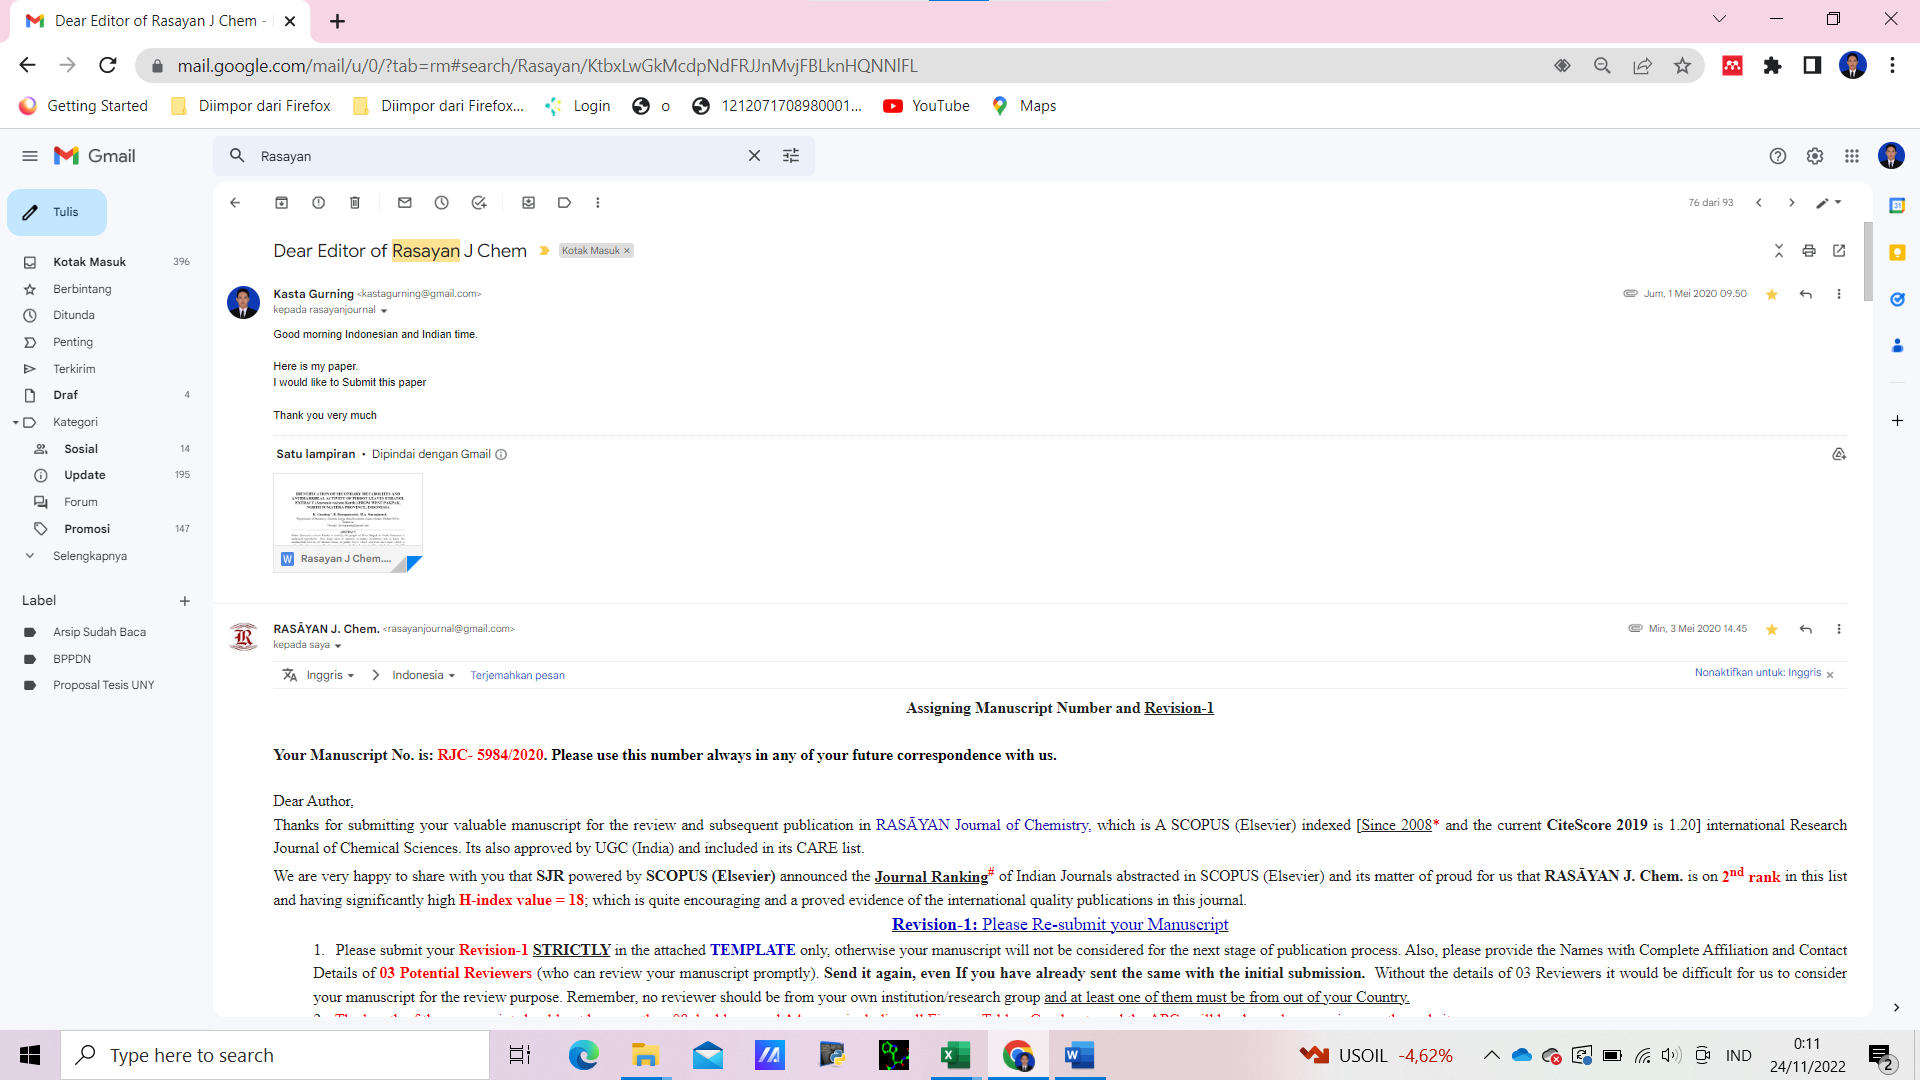 Dear Editor of Rasayan J Chem -
mail.google.com/mail/u/0/?tab=rm#search/Rasayan/KtbxLwGkMcdpNdFRJJnMvjFBLknHQNNlFL
Getting Started
Diimpor dari Firefox
Diimpor dari Firefox...
Login
o
1212071708980001...
YouTube
Maps
Gmail
Rasayan
Tulis
76 dari 93
Kotak Masuk 396
Berbintang
Ditunda
Penting
Terkirim
Draf 4
Kategori
Sosial 14
Update 195
Forum
Promosi 147
Selengkapnya
Label
Arsip Sudah Baca
BPPDN
Proposal Tesis UNY
Dear Editor of Rasayan J Chem
Kotak Masuk ×
Kasta Gurning <kastagurning@gmail.com>
Jum, 1 Mei 2020 09.50
kepada rasayanjournal
Good morning Indonesian and Indian time.
Here is my paper.
I would like to Submit this paper
Thank you very much
Satu lampiran • Dipindai dengan Gmail
IDENTIFICATION OF SECONDARY METABOLITES AND
NORTH SUMATERA PROVINCE, INDONESIA
ABSTRACT
W Rasayan J Chem....
RASĀYAN J. Chem. <rasayanjournal@gmail.com>
Min, 3 Mei 2020 14.45
kepada saya
Inggris
Indonesia
Terjemahkan pesan
Nonaktifkan untuk: Inggris ×
Assigning Manuscript Number and Revision-1
Your Manuscript No. is: RJC- 5984/2020. Please use this number always in any of your future correspondence with us.
Dear Author,
Thanks for submitting your valuable manuscript for the review and subsequent publication in RASĀYAN Journal of Chemistry, which is A SCOPUS (Elsevier) indexed [Since 2008* and the current CiteScore 2019 is 1.20] international Research
Journal of Chemical Sciences. Its also approved by UGC (India) and included in its CARE list.
We are very happy to share with you that SJR powered by SCOPUS (Elsevier) announced the Journal Ranking# of Indian Journals abstracted in SCOPUS (Elsevier) and its matter of proud for us that RASĀYAN J. Chem. is on 2nd rank in this list
and having significantly high H-index value = 18; which is quite encouraging and a proved evidence of the international quality publications in this journal.
Revision-1: Please Re-submit your Manuscript
1. Please submit your Revision-1 STRICTLY in the attached TEMPLATE only, otherwise your manuscript will not be considered for the next stage of publication process. Also, please provide the Names with Complete Affiliation and Contact
Details of 03 Potential Reviewers (who can review your manuscript promptly). Send it again, even If you have already sent the same with the initial submission. Without the details of 03 Reviewers it would be difficult for us to consider
your manuscript for the review purpose. Remember, no reviewer should be from your own institution/research group and at least one of them must be from out of your Country.
Type here to search
USOIL -4,62%
IND
0:11
24/11/2022
2